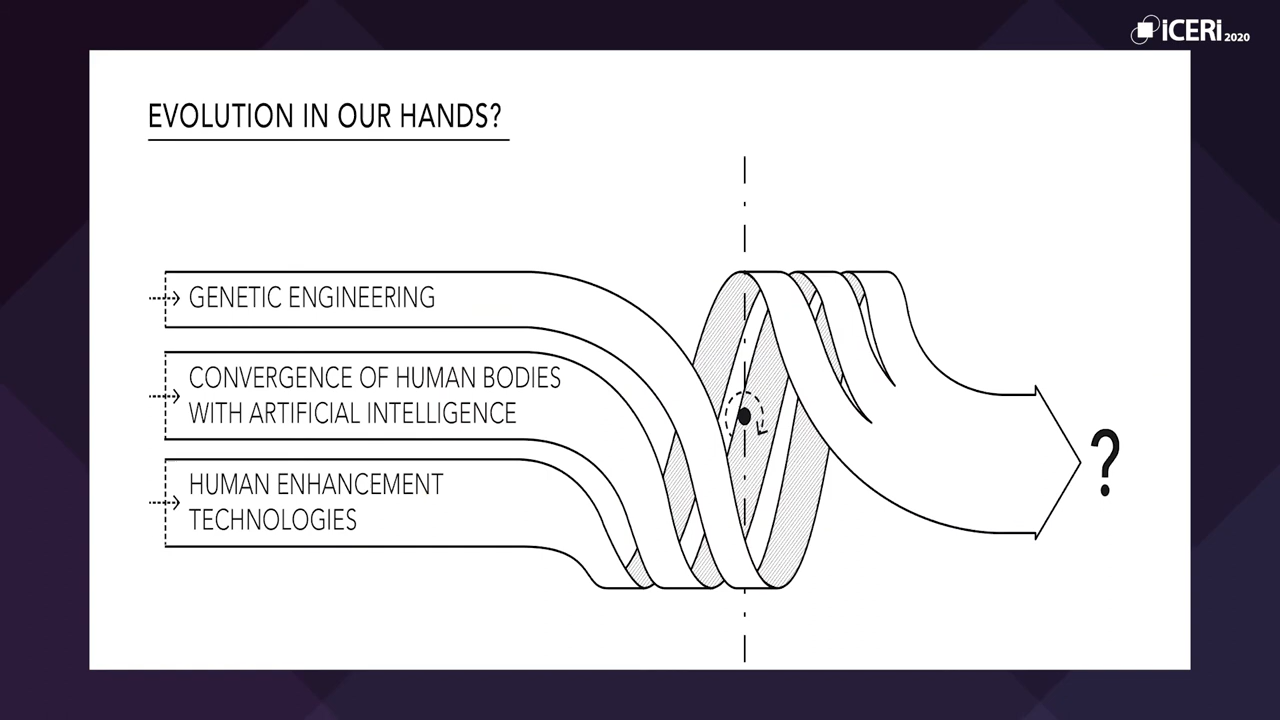 iCERi 2020
EVOLUTION IN OUR HANDS?
GENETIC ENGINEERING
CONVERGENCE OF HUMAN BODIES
WITH ARTIFICIAL INTELLIGENCE
HUMAN ENHANCEMENT
TECHNOLOGIES
?